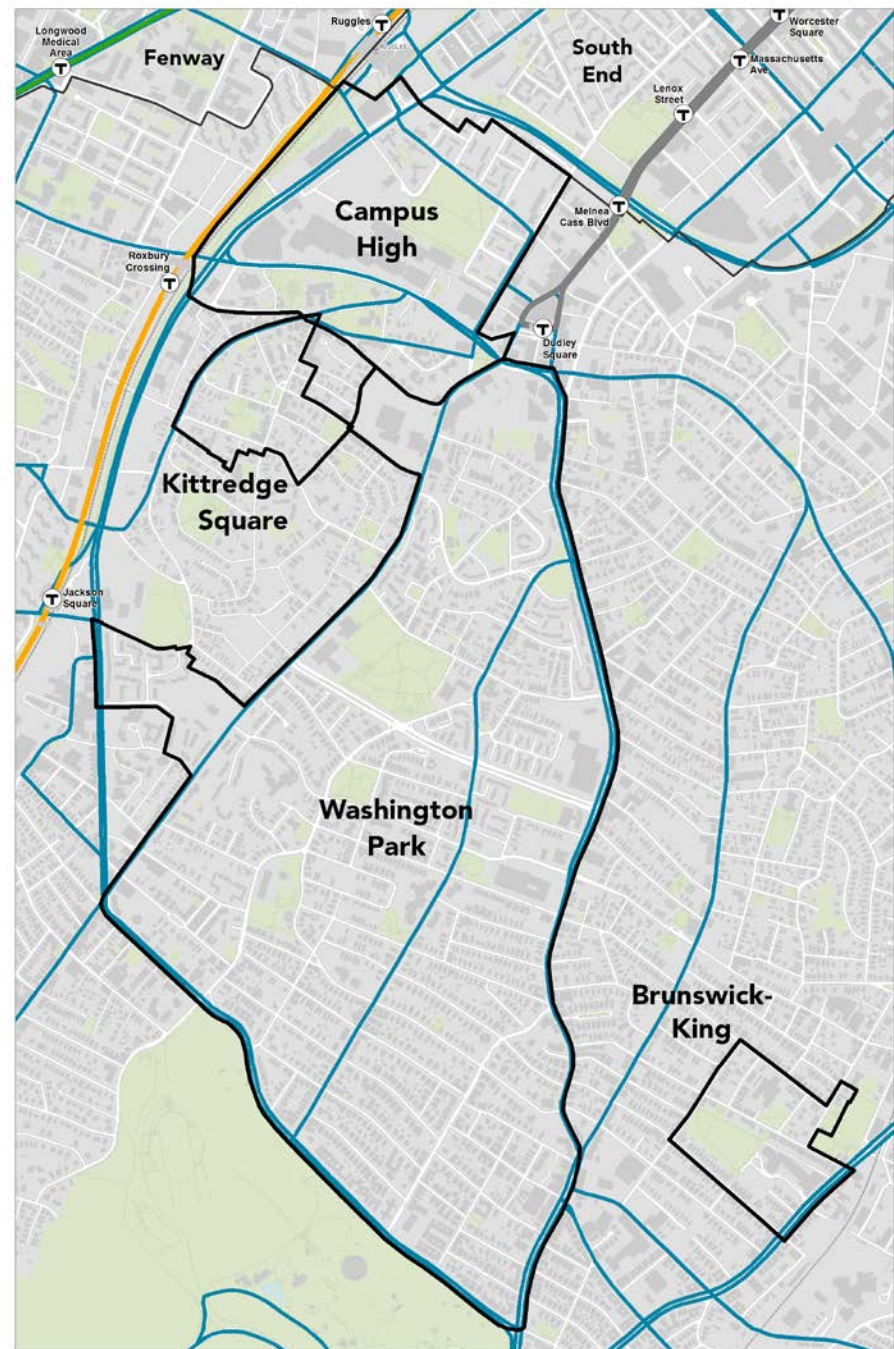 Ruggles
RUGGLES
Worcester
Square
Longwood
Medical
Area
Fenway
South
End
Massachusetts
Ave.
Lenox
Street
Campus
High
Melnea
Cass Blvd
Roxbury
Crossing
Dudley
Square
Kittredge
Square
Jackson
Square
Washington
Park
Brunswick-
King